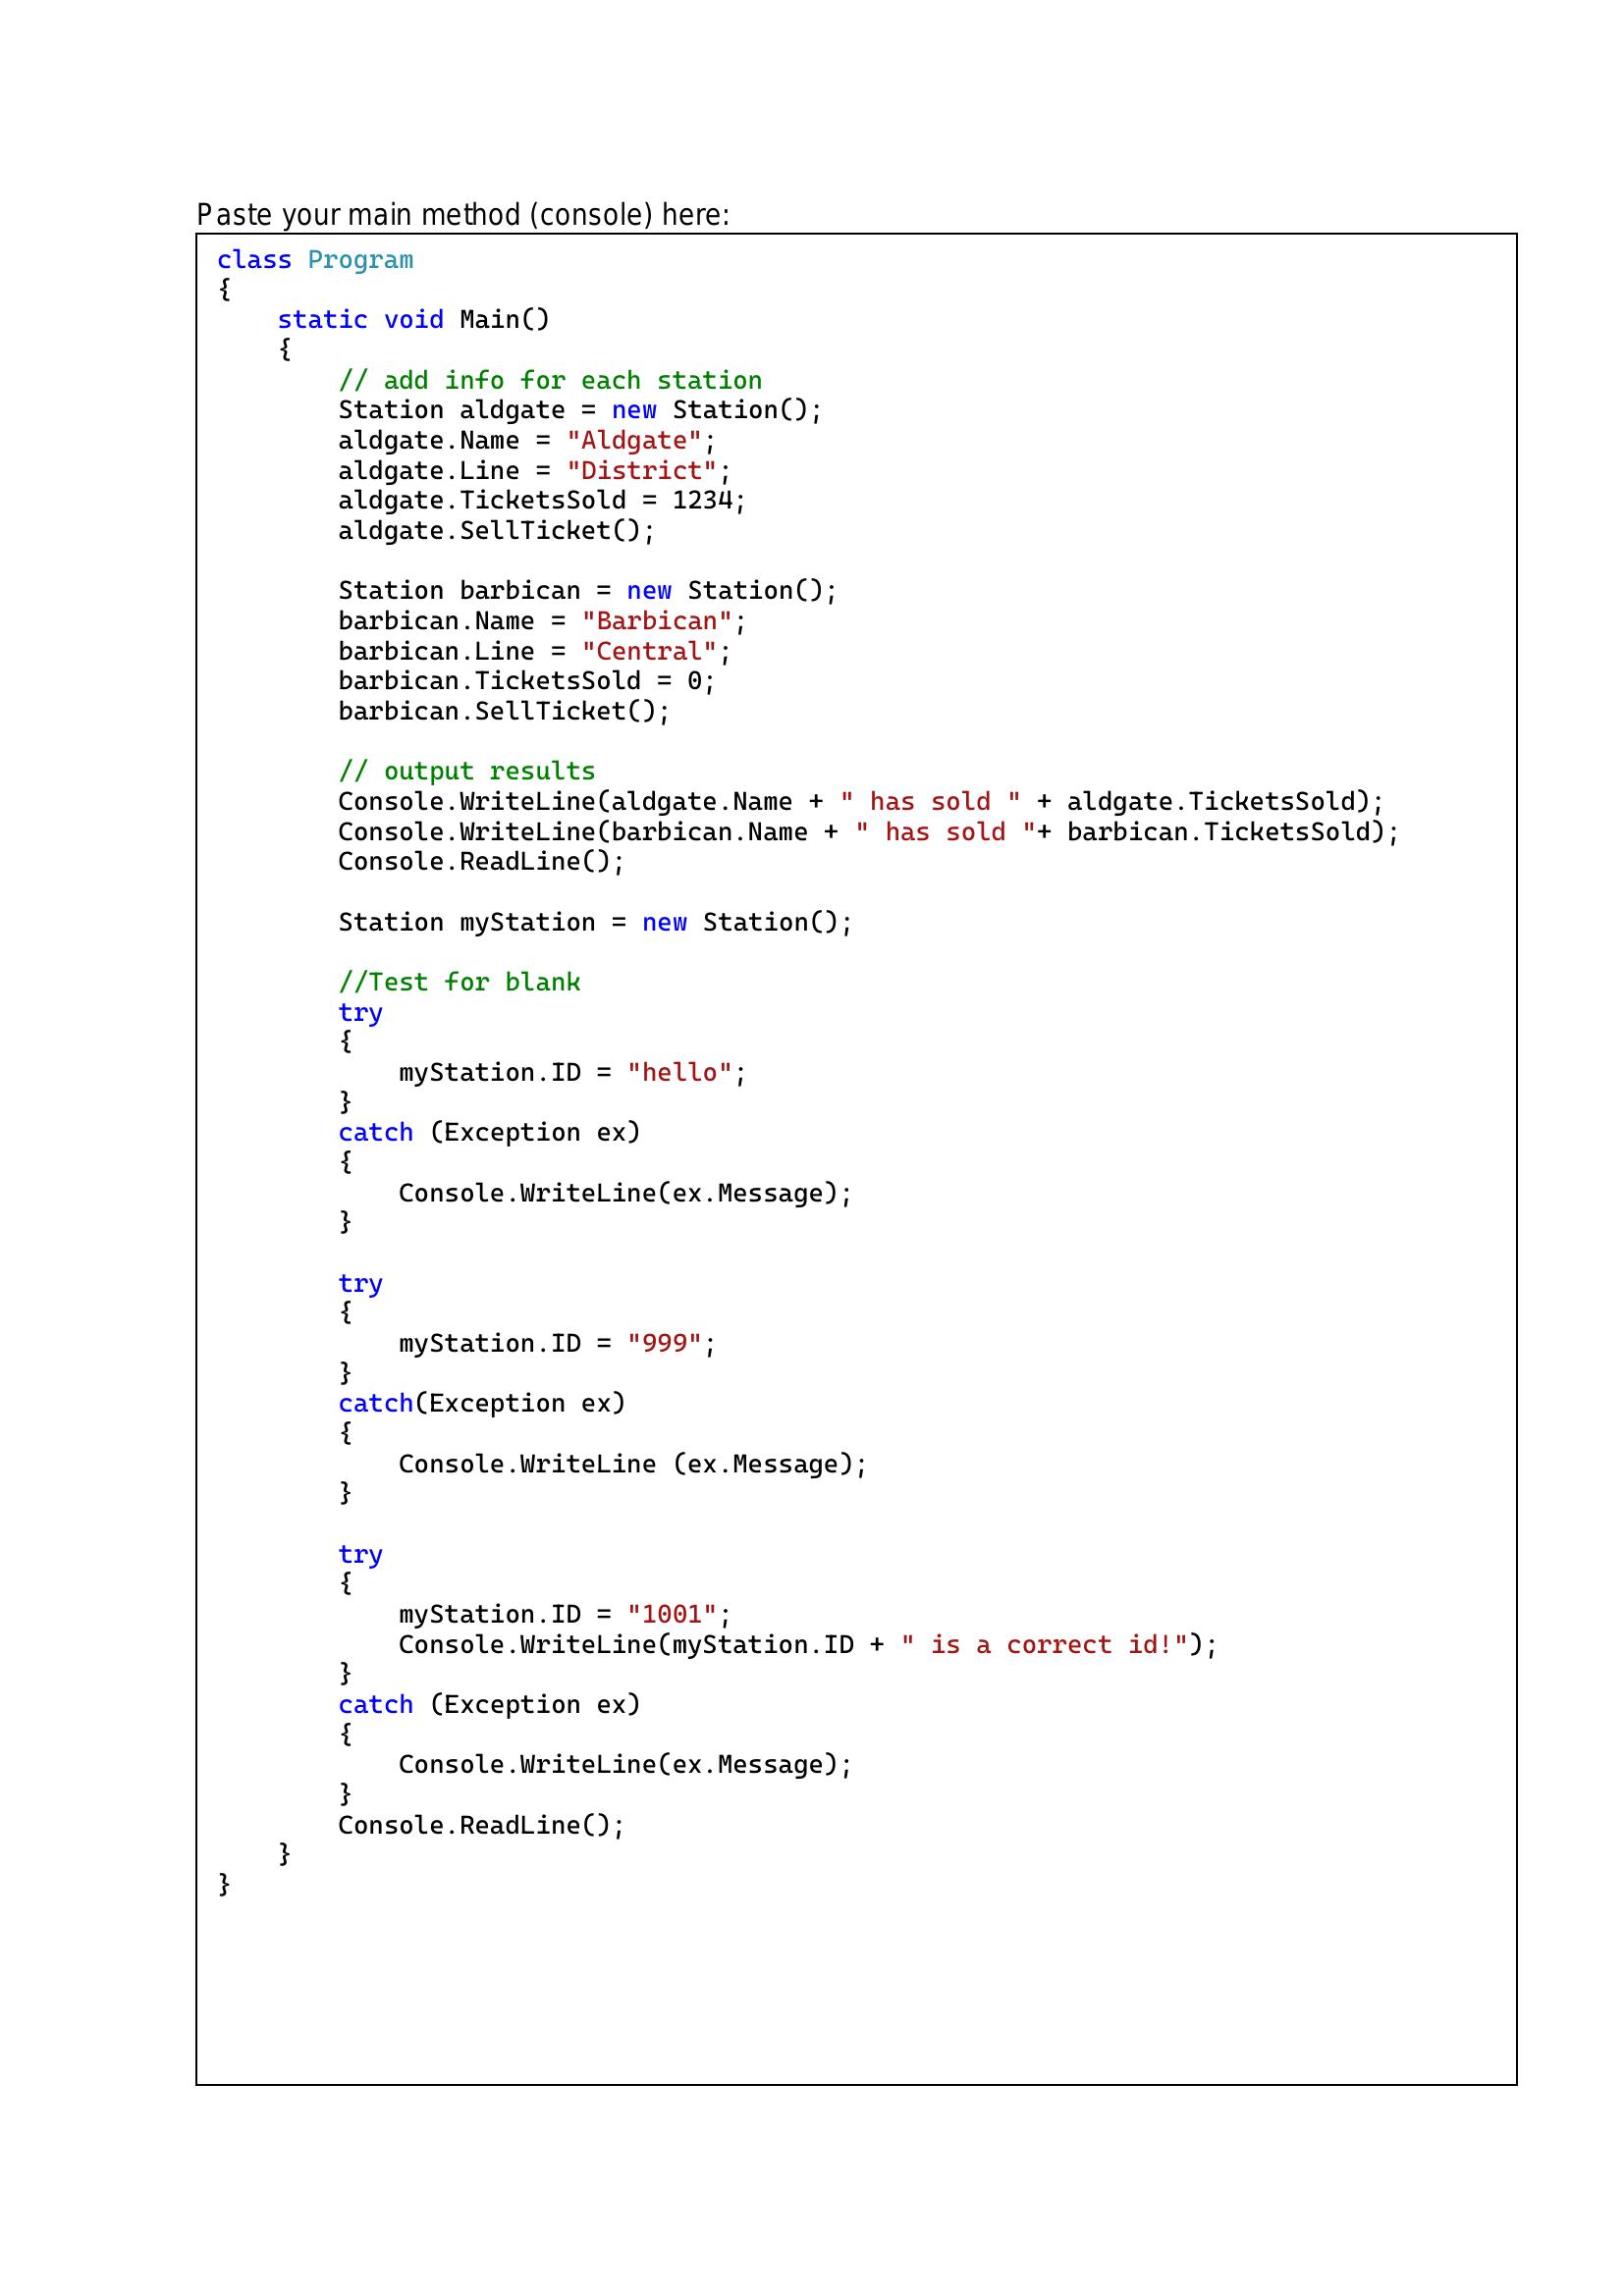 Paste your main method (console) here:
class Program
{
    static void Main()
    {
        // add info for each station
        Station aldgate = new Station();
        aldgate.Name = "Aldgate";
        aldgate.Line = "District";
        aldgate.TicketsSold = 1234;
        aldgate.SellTicket();

        Station barbican = new Station();
        barbican.Name = "Barbican";
        barbican.Line = "Central";
        barbican.TicketsSold = 0;
        barbican.SellTicket();

        // output results
        Console.WriteLine(aldgate.Name + " has sold " + aldgate.TicketsSold);
        Console.WriteLine(barbican.Name + " has sold "+ barbican.TicketsSold);
        Console.ReadLine();

        Station myStation = new Station();

        //Test for blank
        try
        {
            myStation.ID = "hello";
        }
        catch (Exception ex)
        {
            Console.WriteLine(ex.Message);
        }

        try
        {
            myStation.ID = "999";
        }
        catch(Exception ex)
        {
            Console.WriteLine (ex.Message);
        }

        try
        {
            myStation.ID = "1001";
            Console.WriteLine(myStation.ID + " is a correct id!");
        }
        catch (Exception ex)
        {
            Console.WriteLine(ex.Message);
        }
        Console.ReadLine();
    }
}